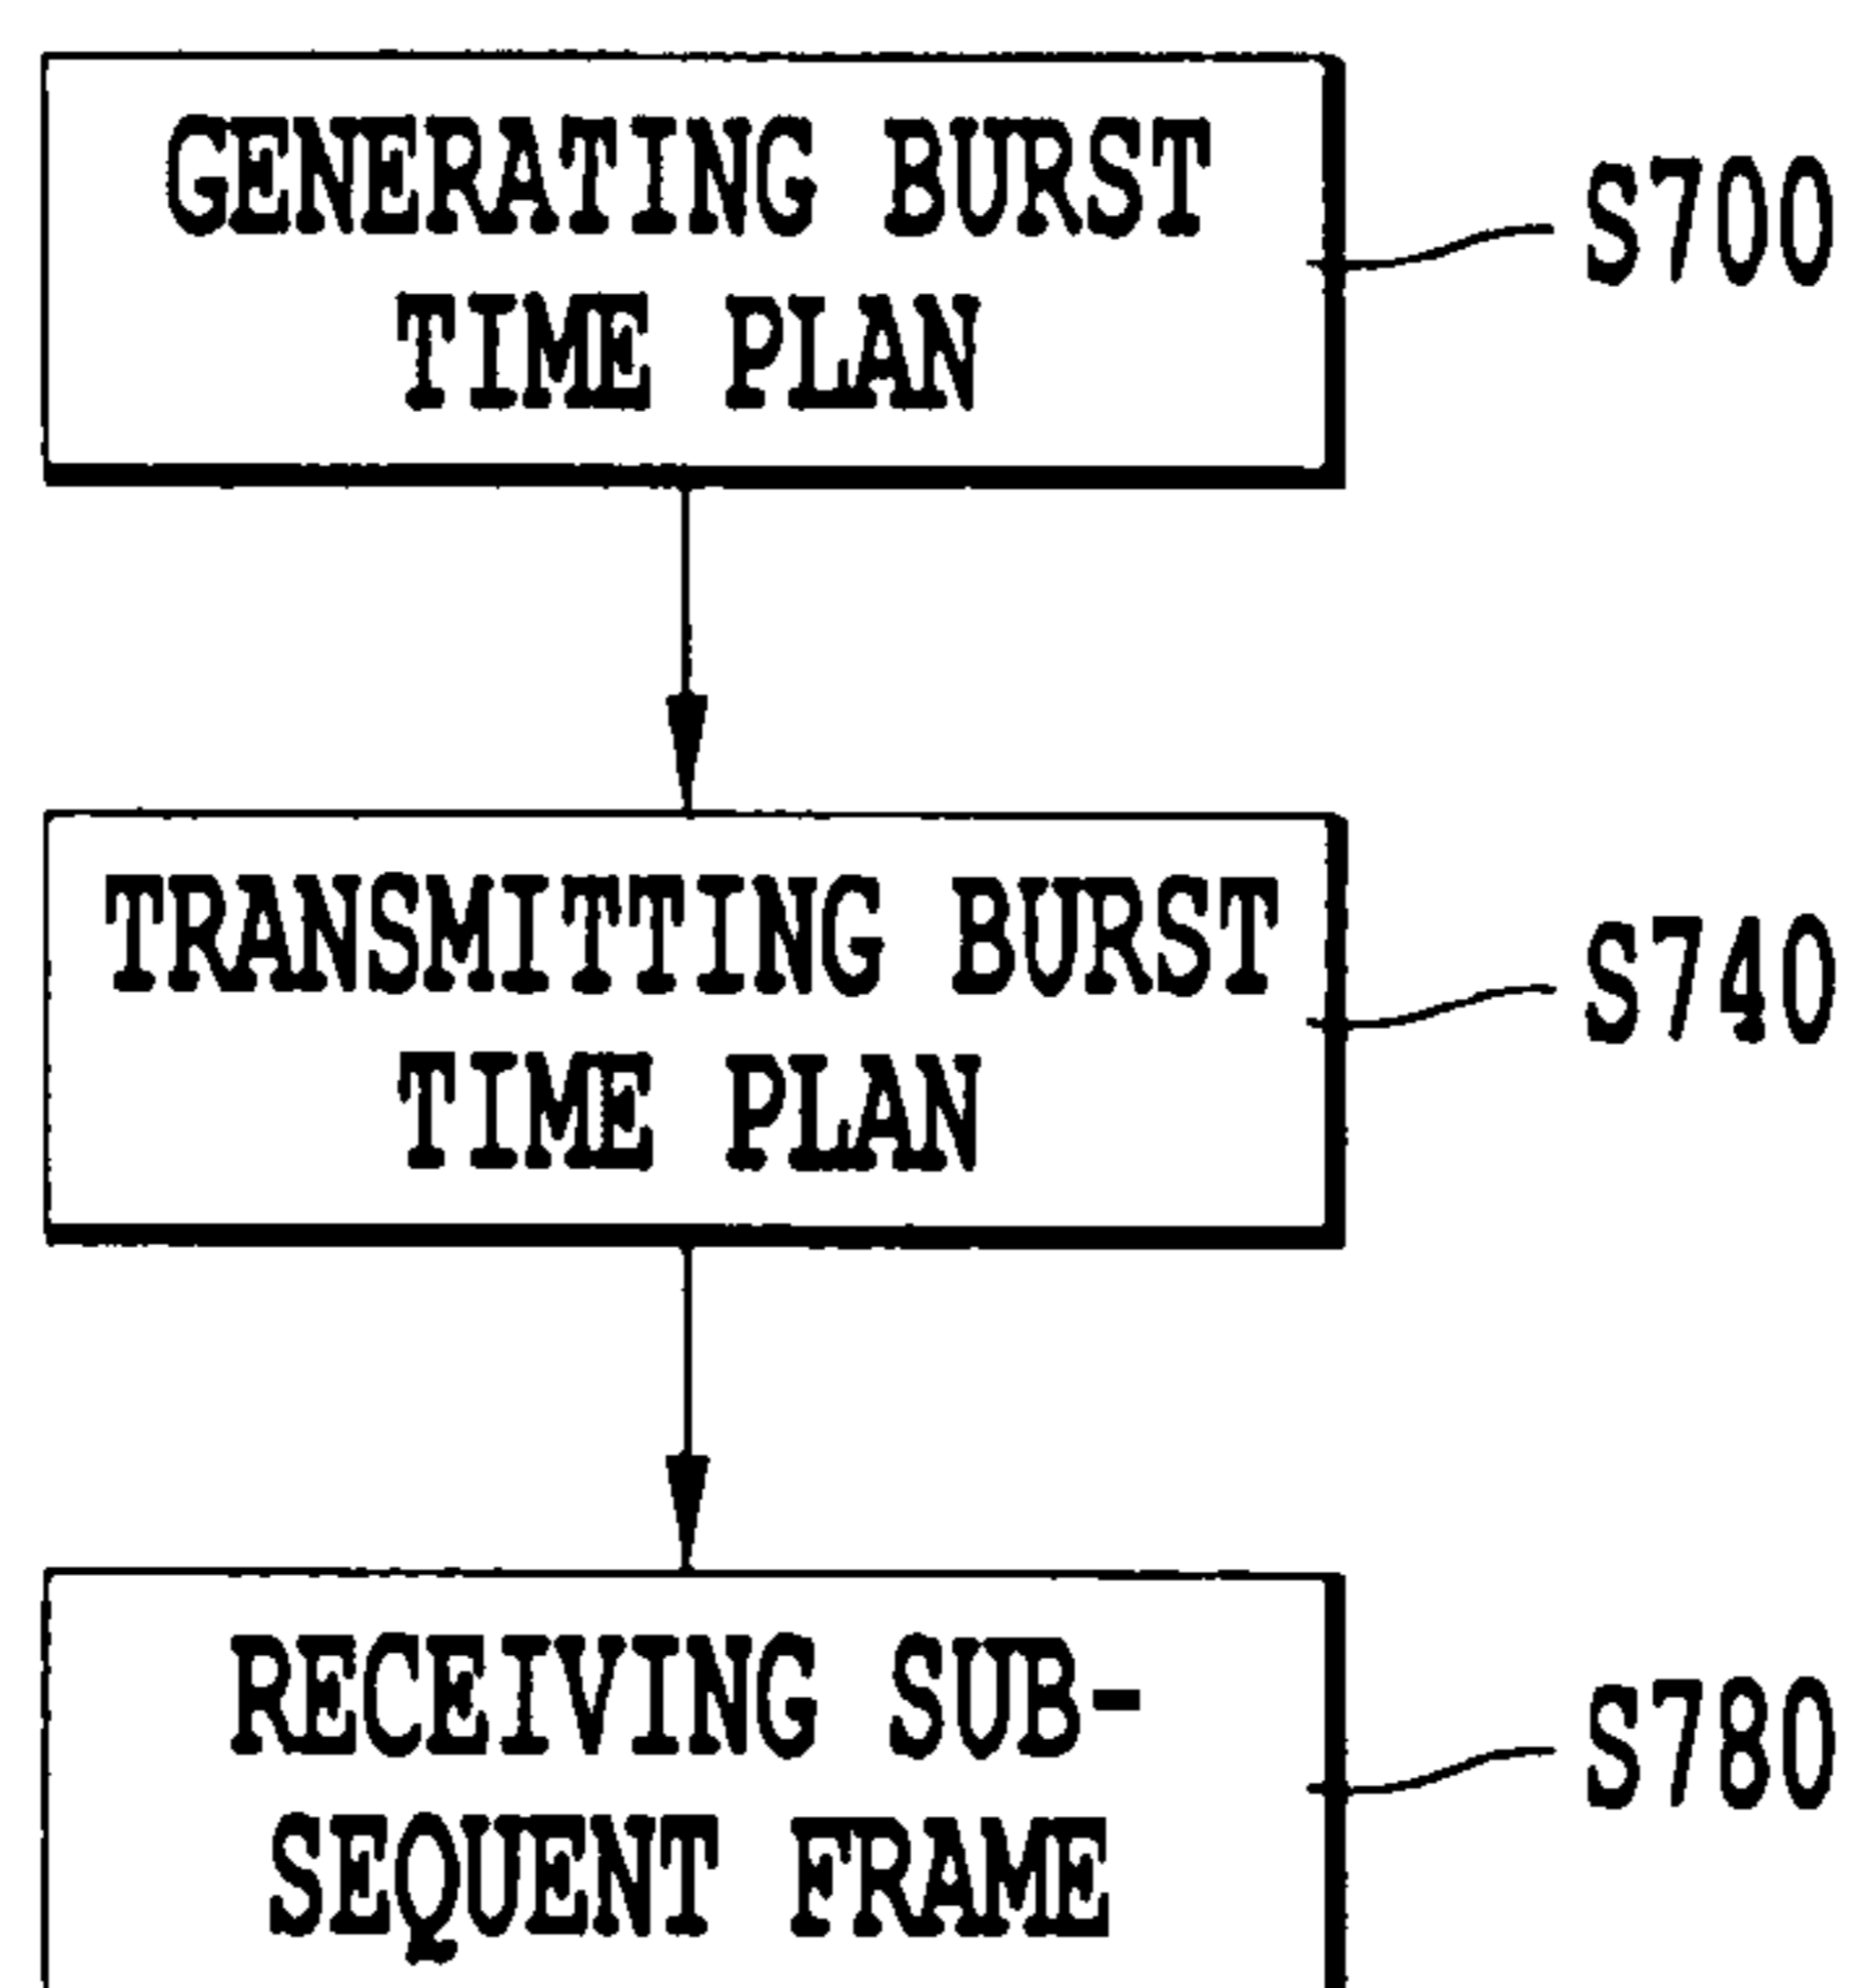 GENERATING BURST
TIME PLAN
S700
TRANSMITTING BURST
TIME PLAN
S740
RECEIVING SUB-
SEQUENT FRAME
S780